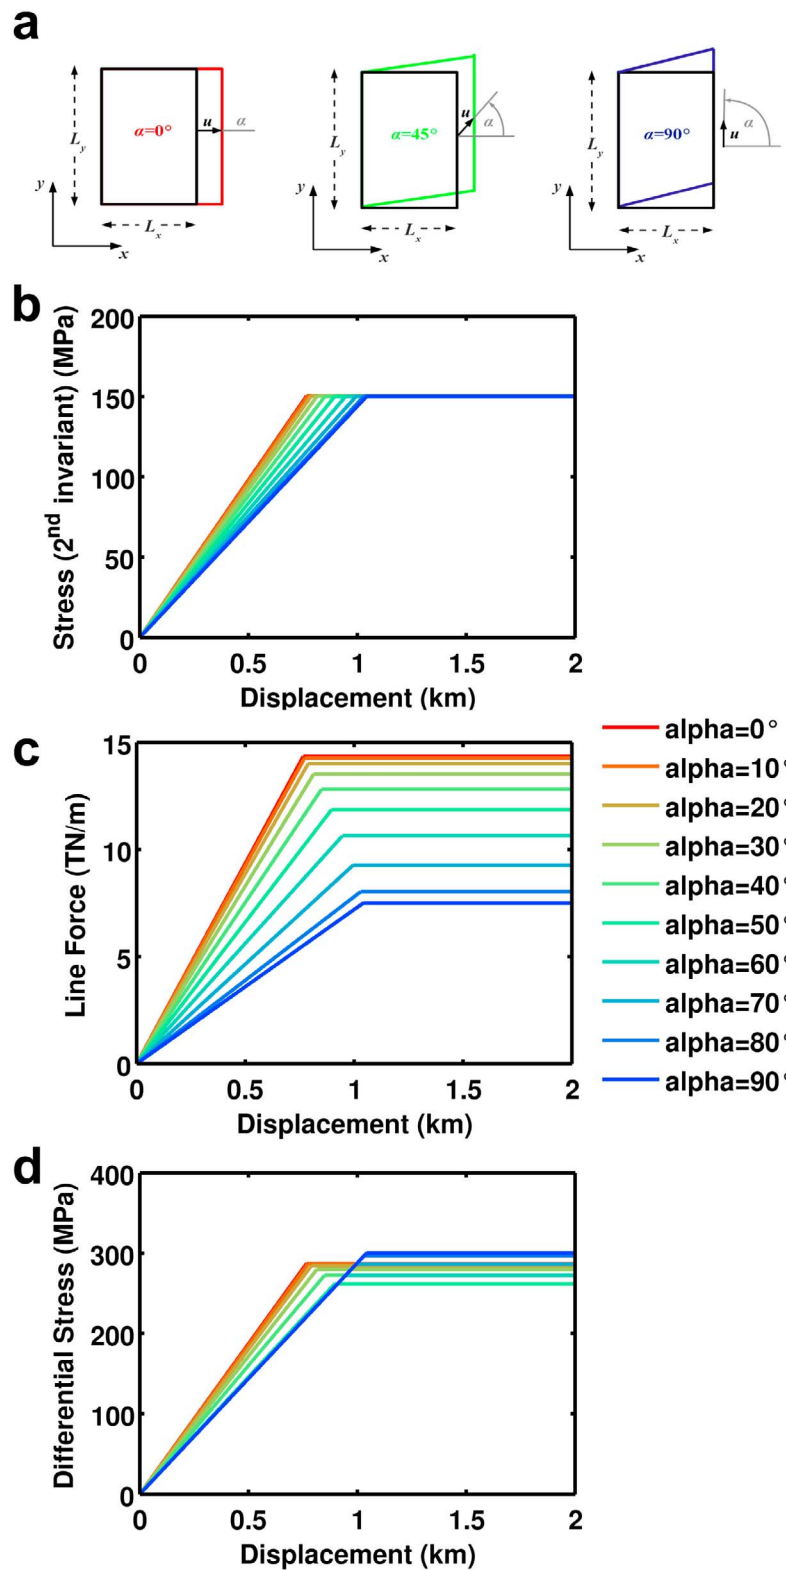 a
α=0°
u
α
L_y
L_x
y
x
α=45°
u
α
L_y
L_x
y
x
α=90°
α
u
L_y
L_x
y
x
b
Stress (2nd invariant) (MPa)
200
150
100
50
0
0 0.5 1 1.5 2
Displacement (km)
c
Line Force (TN/m)
15
10
5
0
0 0.5 1 1.5 2
Displacement (km)
alpha=0°
alpha=10°
alpha=20°
alpha=30°
alpha=40°
alpha=50°
alpha=60°
alpha=70°
alpha=80°
alpha=90°
d
Differential Stress (MPa)
400
300
200
100
0
0 0.5 1 1.5 2
Displacement (km)